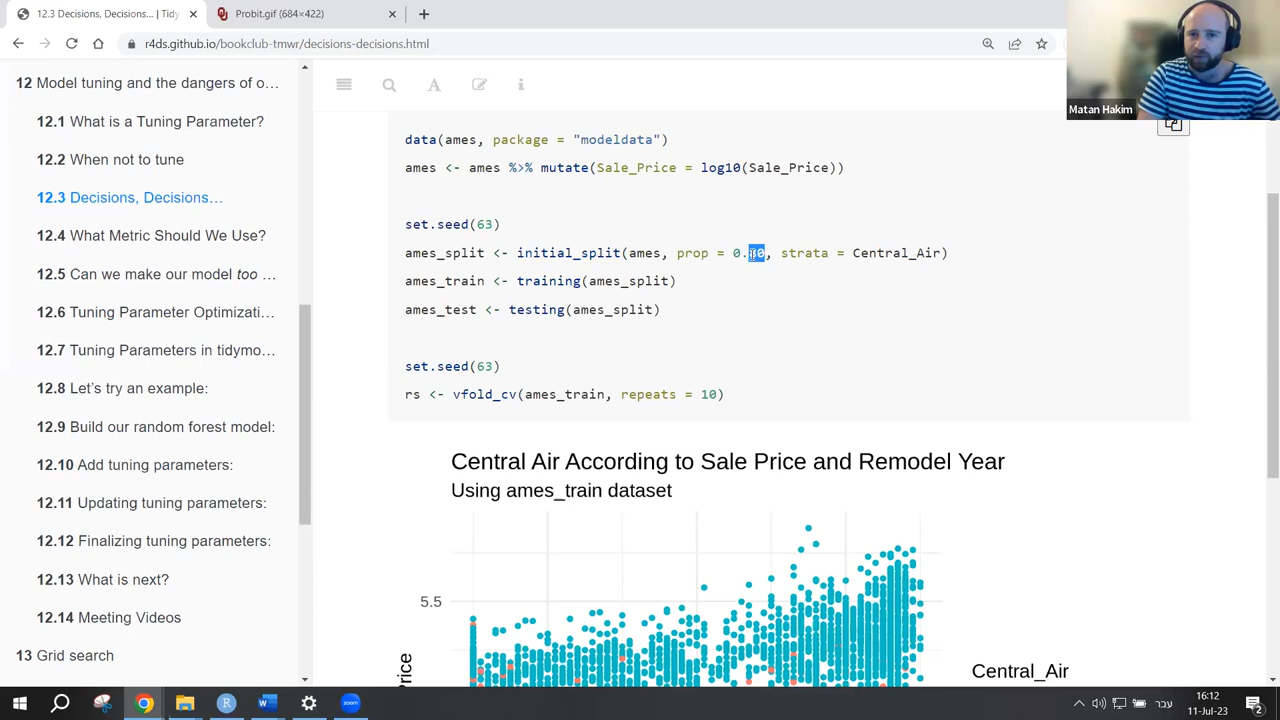 12.3 Decisions, Decisions... | Tidy
Probit.gif (684×422)
r4ds.github.io/bookclub-tmwr/decisions-decisions.html
Matan Hakim
12 Model tuning and the dangers of o...
12.1 What is a Tuning Parameter?
12.2 When not to tune
12.3 Decisions, Decisions...
12.4 What Metric Should We Use?
12.5 Can we make our model too ...
12.6 Tuning Parameter Optimizati...
12.7 Tuning Parameters in tidymo...
12.8 Let's try an example:
12.9 Build our random forest model:
12.10 Add tuning parameters:
12.11 Updating tuning parameters:
12.12 Finalizing tuning parameters:
12.13 What is next?
12.14 Meeting Videos
13 Grid search
data(ames, package = "modeldata")
ames <- ames %>% mutate(Sale_Price = log10(Sale_Price))
set.seed(63)
ames_split <- initial_split(ames, prop = 0.80, strata = Central_Air)
ames_train <- training(ames_split)
ames_test <- testing(ames_split)
set.seed(63)
rs <- vfold_cv(ames_train, repeats = 10)
Central Air According to Sale Price and Remodel Year
Using ames_train dataset
5.5
Price
Central_Air
עבר
16:12
11-Jul-23
2